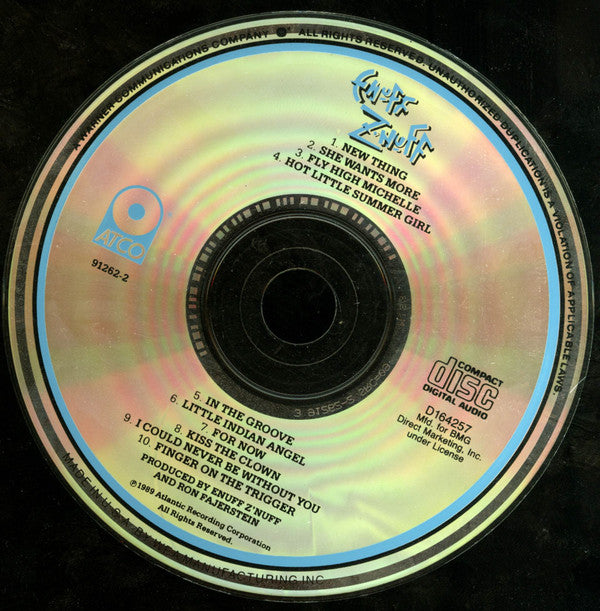 A WARNER COMMUNICATIONS COMPANY ALL RIGHTS RESERVED. UNAUTHORIZED DUPLICATION IS A VIOLATION OF APPLICABLE LAWS.
ENUFF
Z'NUFF
1. NEW THING
2. SHE WANTS MORE
3. FLY HIGH MICHELLE
4. HOT LITTLE SUMMER GIRL
ATCO
91262-2
COMPACT
disc
DIGITAL AUDIO
D164257
Mfd. for BMG
Direct Marketing, Inc.
under License
5. IN THE GROOVE
6. LITTLE INDIAN ANGEL
7. FOR NOW
8. KISS THE CLOWN
9. I COULD NEVER BE WITHOUT YOU
10. FINGER ON THE TRIGGER
PRODUCED BY ENUFF Z'NUFF
AND RON FAJERSTEIN
℗1989 Atlantic Recording Corporation
All Rights Reserved.
MADE IN U.S.A. BY MANUFACTURING INC.